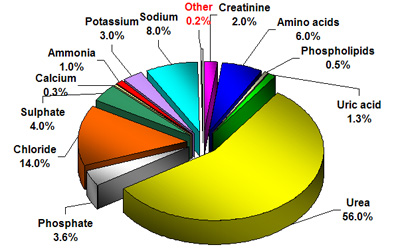 Other
0.2%
Creatinine
2.0%
Amino acids
6.0%
Phospholipids
0.5%
Uric acid
1.3%
Urea
56.0%
Phosphate
3.6%
Chloride
14.0%
Sulphate
4.0%
Calcium
0.3%
Ammonia
1.0%
Potassium
3.0%
Sodium
8.0%